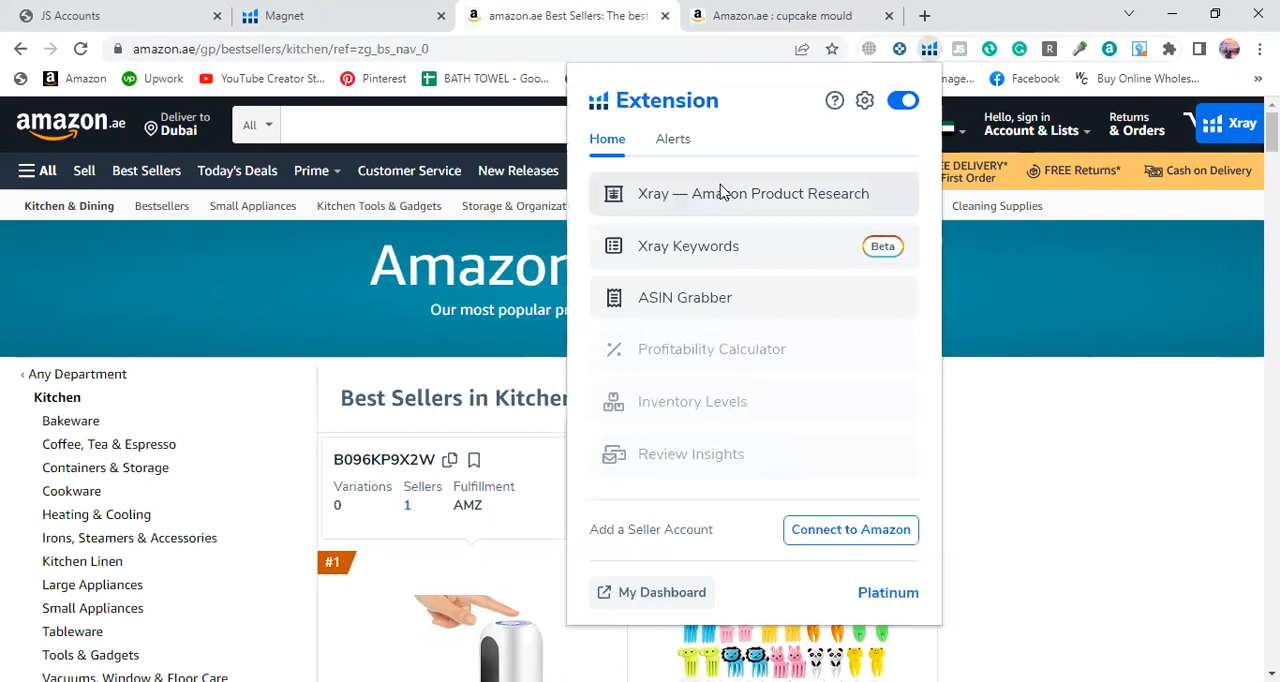 JS Accounts
Magnet
amazon.ae Best Sellers: The best
Amazon.ae : cupcake mould
amazon.ae/gp/bestsellers/kitchen/ref=zg_bs_nav_0
Amazon
Upwork
YouTube Creator St...
Pinterest
BATH TOWEL - Goo...
mage...
Facebook
Buy Online Wholes...
amazon.ae
Deliver to
Dubai
All
Hello, sign in
Account & Lists
Returns
& Orders
Xray
All
Sell
Best Sellers
Today's Deals
Prime
Customer Service
New Releases
E DELIVERY*
First Order
FREE Returns*
Cash on Delivery
Kitchen & Dining
Bestsellers
Small Appliances
Kitchen Tools & Gadgets
Storage & Organizat
Cleaning Supplies
Amazon
Our most popular p
Extension
Home
Alerts
Xray — Amazon Product Research
Xray Keywords
Beta
ASIN Grabber
Profitability Calculator
Inventory Levels
Review Insights
Add a Seller Account
Connect to Amazon
My Dashboard
Platinum
‹ Any Department
Kitchen
Bakeware
Coffee, Tea & Espresso
Containers & Storage
Cookware
Heating & Cooling
Irons, Steamers & Accessories
Kitchen Linen
Large Appliances
Small Appliances
Tableware
Tools & Gadgets
Vacuums, Window & Floor Care
Best Sellers in Kitchen
B096KP9X2W
Variations
Sellers
Fulfillment
0
1
AMZ
#1